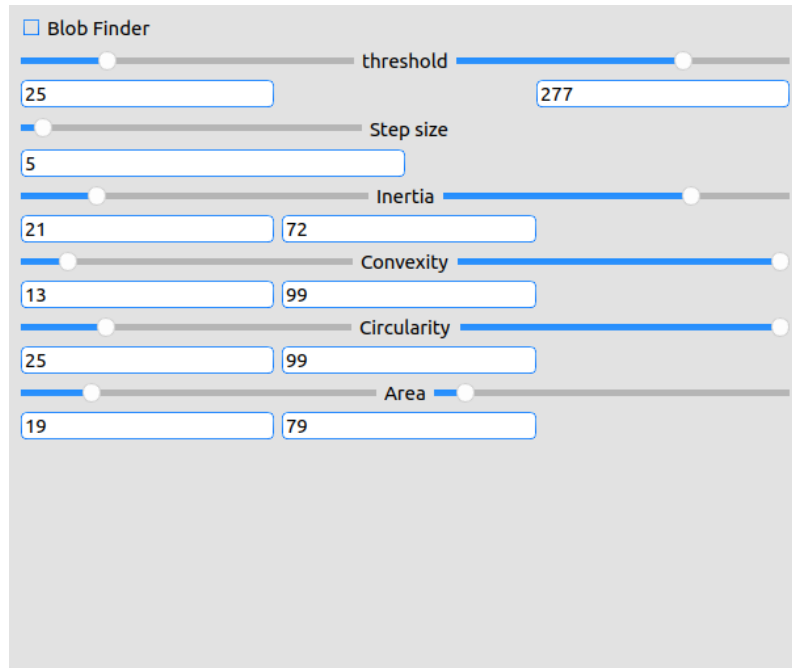 Blob Finder
threshold
25 277
Step size
5
Inertia
21 72
Convexity
13 99
Circularity
25 99
Area
19 79